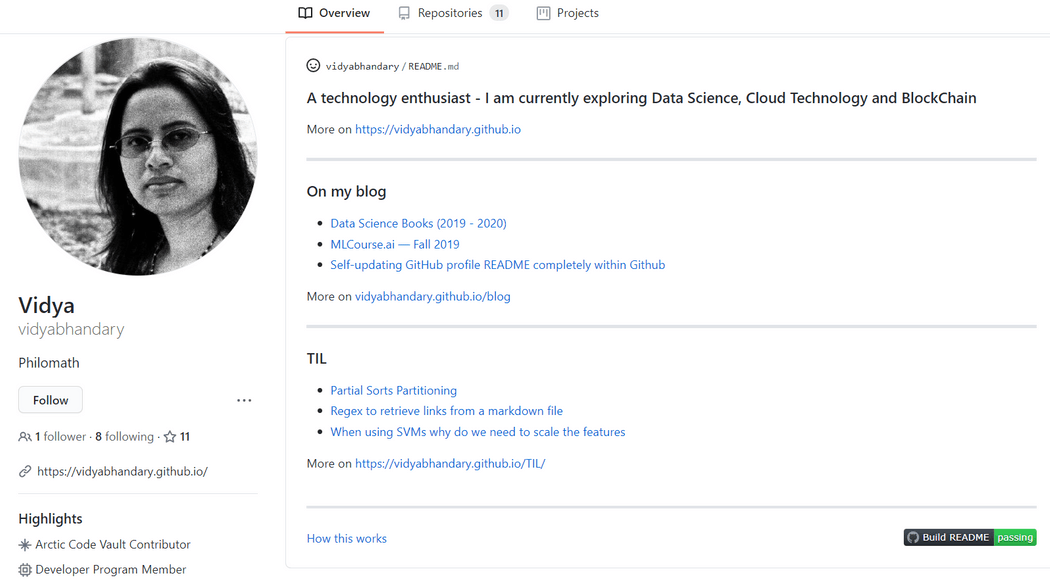 Overview Repositories 11 Projects
vidyabhandary / README.md
A technology enthusiast - I am currently exploring Data Science, Cloud Technology and BlockChain
More on https://vidyabhandary.github.io
On my blog
Data Science Books (2019 - 2020)
MLCourse.ai — Fall 2019
Self-updating GitHub profile README completely within Github
More on vidyabhandary.github.io/blog
TIL
Partial Sorts Partitioning
Regex to retrieve links from a markdown file
When using SVMs why do we need to scale the features
More on https://vidyabhandary.github.io/TIL/
How this works
Build README passing
Vidya
vidyabhandary
Philomath
Follow
1 follower · 8 following · 11
https://vidyabhandary.github.io/
Highlights
Arctic Code Vault Contributor
Developer Program Member